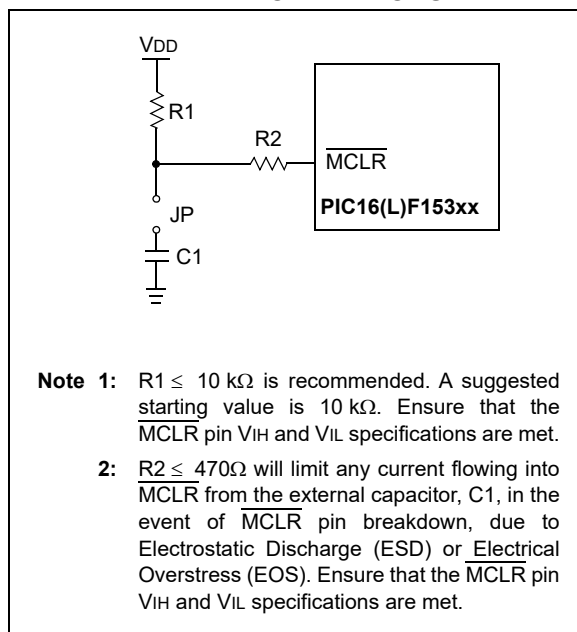 VDD
R1
R2
MCLR
PIC16(L)F153xx
JP
C1
Note 1: R1 ≤ 10 kΩ is recommended. A suggested
starting value is 10 kΩ. Ensure that the
MCLR pin VIH and VIL specifications are met.
2: R2 ≤ 470Ω will limit any current flowing into
MCLR from the external capacitor, C1, in the
event of MCLR pin breakdown, due to
Electrostatic Discharge (ESD) or Electrical
Overstress (EOS). Ensure that the MCLR pin
VIH and VIL specifications are met.